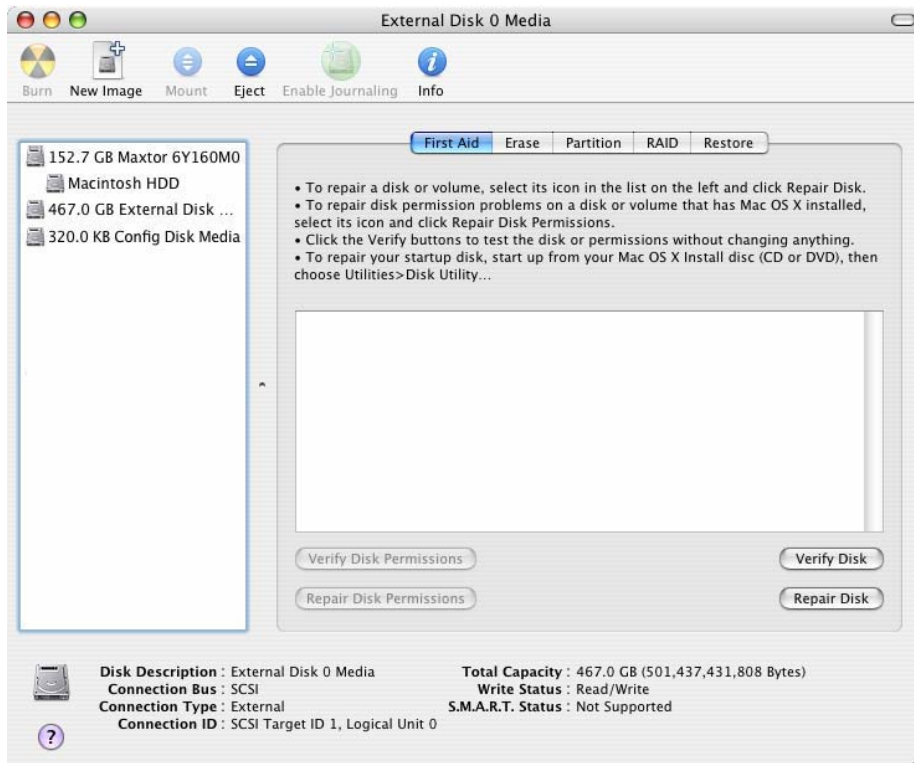 External Disk 0 Media
Burn New Image Mount Eject Enable Journaling Info
First Aid Erase Partition RAID Restore
152.7 GB Maxtor 6Y160M0
Macintosh HDD
467.0 GB External Disk ...
320.0 KB Config Disk Media
• To repair a disk or volume, select its icon in the list on the left and click Repair Disk.
• To repair disk permission problems on a disk or volume that has Mac OS X installed,
select its icon and click Repair Disk Permissions.
• Click the Verify buttons to test the disk or permissions without changing anything.
• To repair your startup disk, start up from your Mac OS X Install disc (CD or DVD), then
choose Utilities>Disk Utility...
Verify Disk Permissions Verify Disk
Repair Disk Permissions Repair Disk
Disk Description : External Disk 0 Media
Connection Bus : SCSI
Connection Type : External
Connection ID : SCSI Target ID 1, Logical Unit 0
Total Capacity : 467.0 GB (501,437,431,808 Bytes)
Write Status : Read/Write
S.M.A.R.T. Status : Not Supported
?